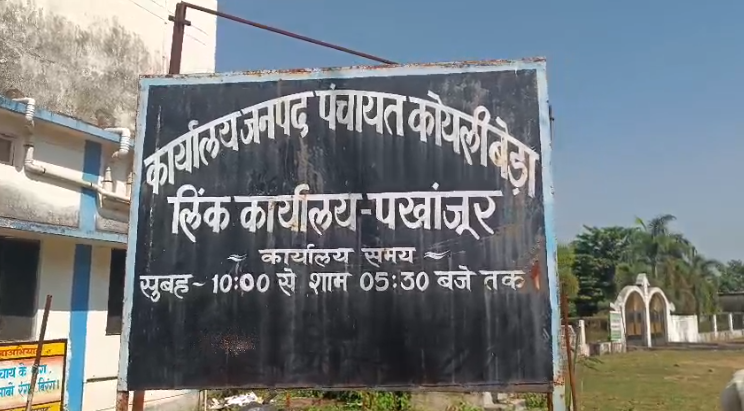 कार्यालय जनपद पंचायत कोयलीबेड़ा
लिंक कार्यालय-पखांजूर
~ कार्यालय समय ~
सुबह~ 10:00 से शाम 05:30 बजे तक।